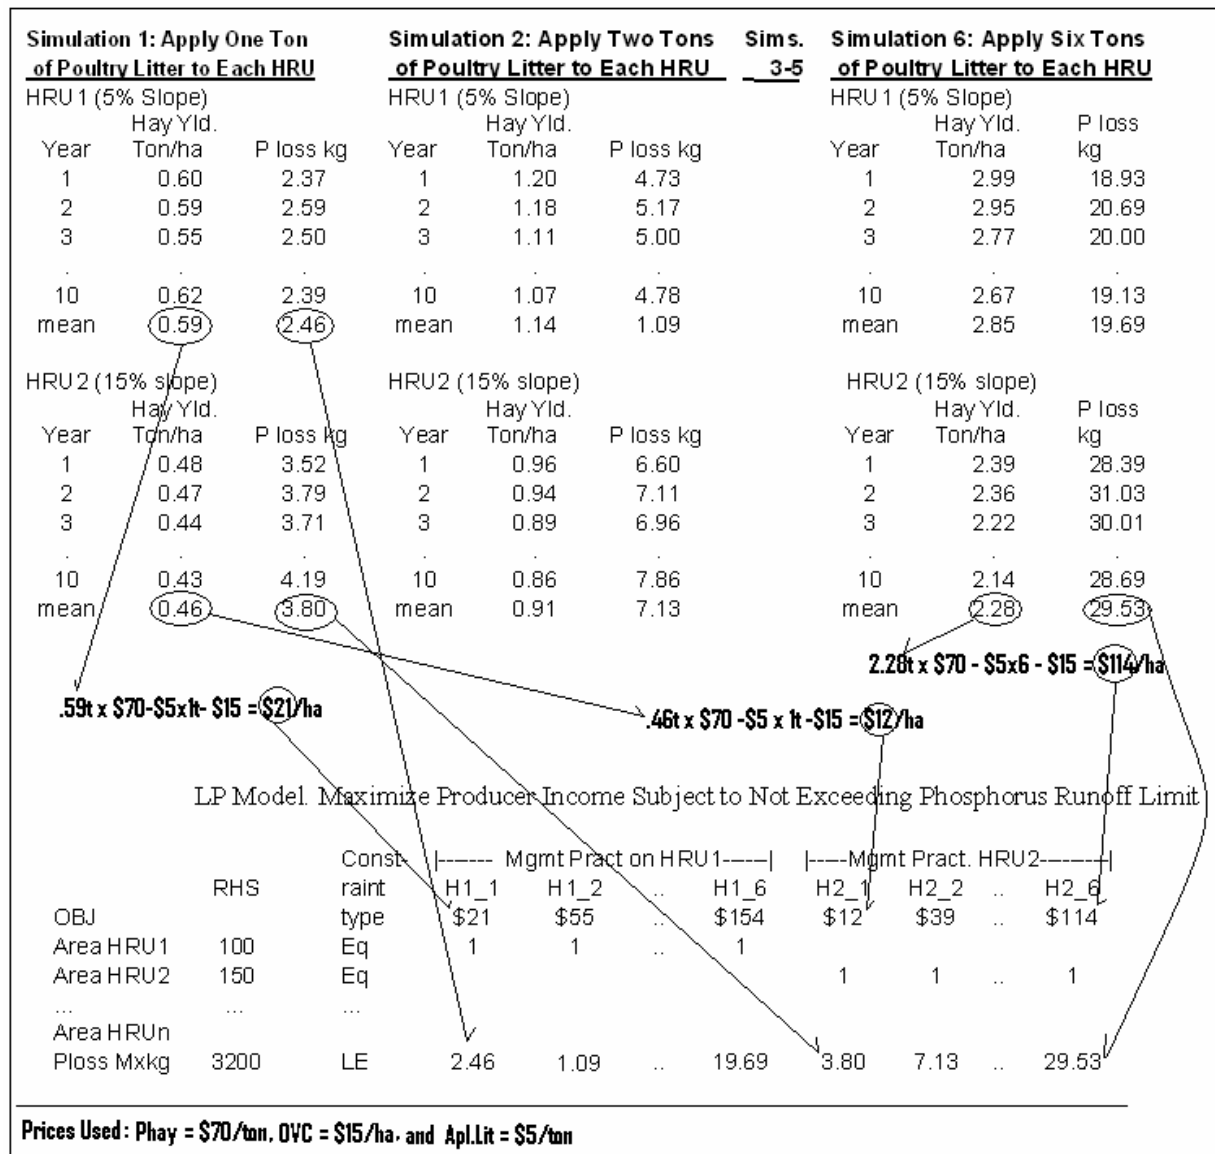 Simulation 1: Apply One Ton Simulation 2: Apply Two Tons Sims. Simulation 6: Apply Six Tons
of Poultry Litter to Each HRU of Poultry Litter to Each HRU 3-5 of Poultry Litter to Each HRU
HRU1 (5% Slope) HRU1 (5% Slope) HRU1 (5% Slope)
Hay Yld. Hay Yld. Hay Yld. P loss
Year Ton/ha P loss kg Year Ton/ha P loss kg Year Ton/ha kg
1 0.60 2.37 1 1.20 4.73 1 2.99 18.93
2 0.59 2.59 2 1.18 5.17 2 2.95 20.69
3 0.55 2.50 3 1.11 5.00 3 2.77 20.00
. . . . . . . .
10 0.62 2.39 10 1.07 4.78 10 2.67 19.13
mean 0.59 2.46 mean 1.14 1.09 mean 2.85 19.69
HRU2 (15% slope) HRU2 (15% slope) HRU2 (15% slope)
Hay Yld. Hay Yld. Hay Yld. P loss
Year Ton/ha P loss kg Year Ton/ha P loss kg Year Ton/ha kg
1 0.48 3.52 1 0.96 6.60 1 2.39 28.39
2 0.47 3.79 2 0.94 7.11 2 2.36 31.03
3 0.44 3.71 3 0.89 6.96 3 2.22 30.01
. . . . . . . .
10 0.43 4.19 10 0.86 7.86 10 2.14 28.69
mean 0.46 3.80 mean 0.91 7.13 mean 2.28 29.53
2.28t x $70 - $5x6 - $15 = $114/ha
.59t x $70-$5x1t- $15 = $21/ha .46t x $70 -$5 x 1t -$15 = $12/ha
LP Model. Maximize Producer Income Subject to Not Exceeding Phosphorus Runoff Limit
Const- |------- Mgmt Pract on HRU1------| |-----Mgmt Pract. HRU2----------|
RHS raint H1_1 H1_2 .. H1_6 H2_1 H2_2 .. H2_6
OBJ type $21 $55 .. $154 $12 $39 .. $114
Area HRU1 100 Eq 1 1 .. 1
Area HRU2 150 Eq 1 1 .. 1
... ... ...
Area HRUn
Ploss Mxkg 3200 LE 2.46 1.09 .. 19.69 3.80 7.13 .. 29.53
Prices Used: Phay = $70/ton, OVC = $15/ha, and Apl.Lit = $5/ton